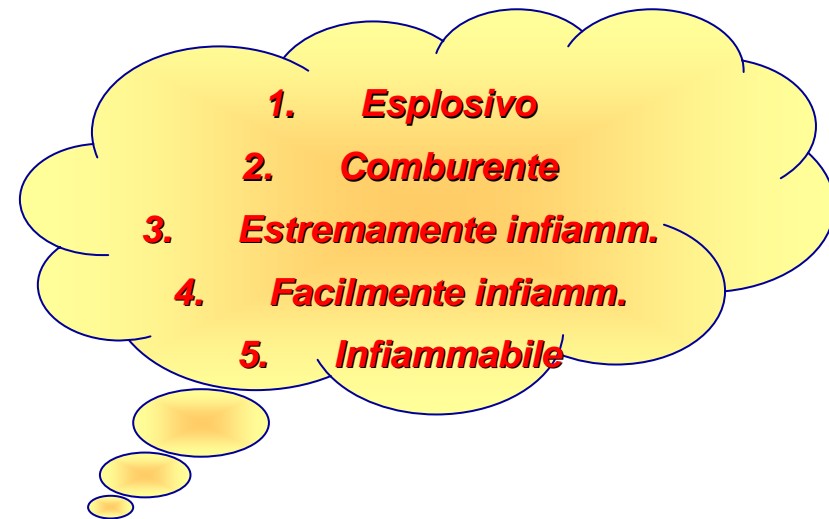 1. Esplosivo
2. Comburente
3. Estremamente infiamm.
4. Facilmente infiamm.
5. Infiammabile